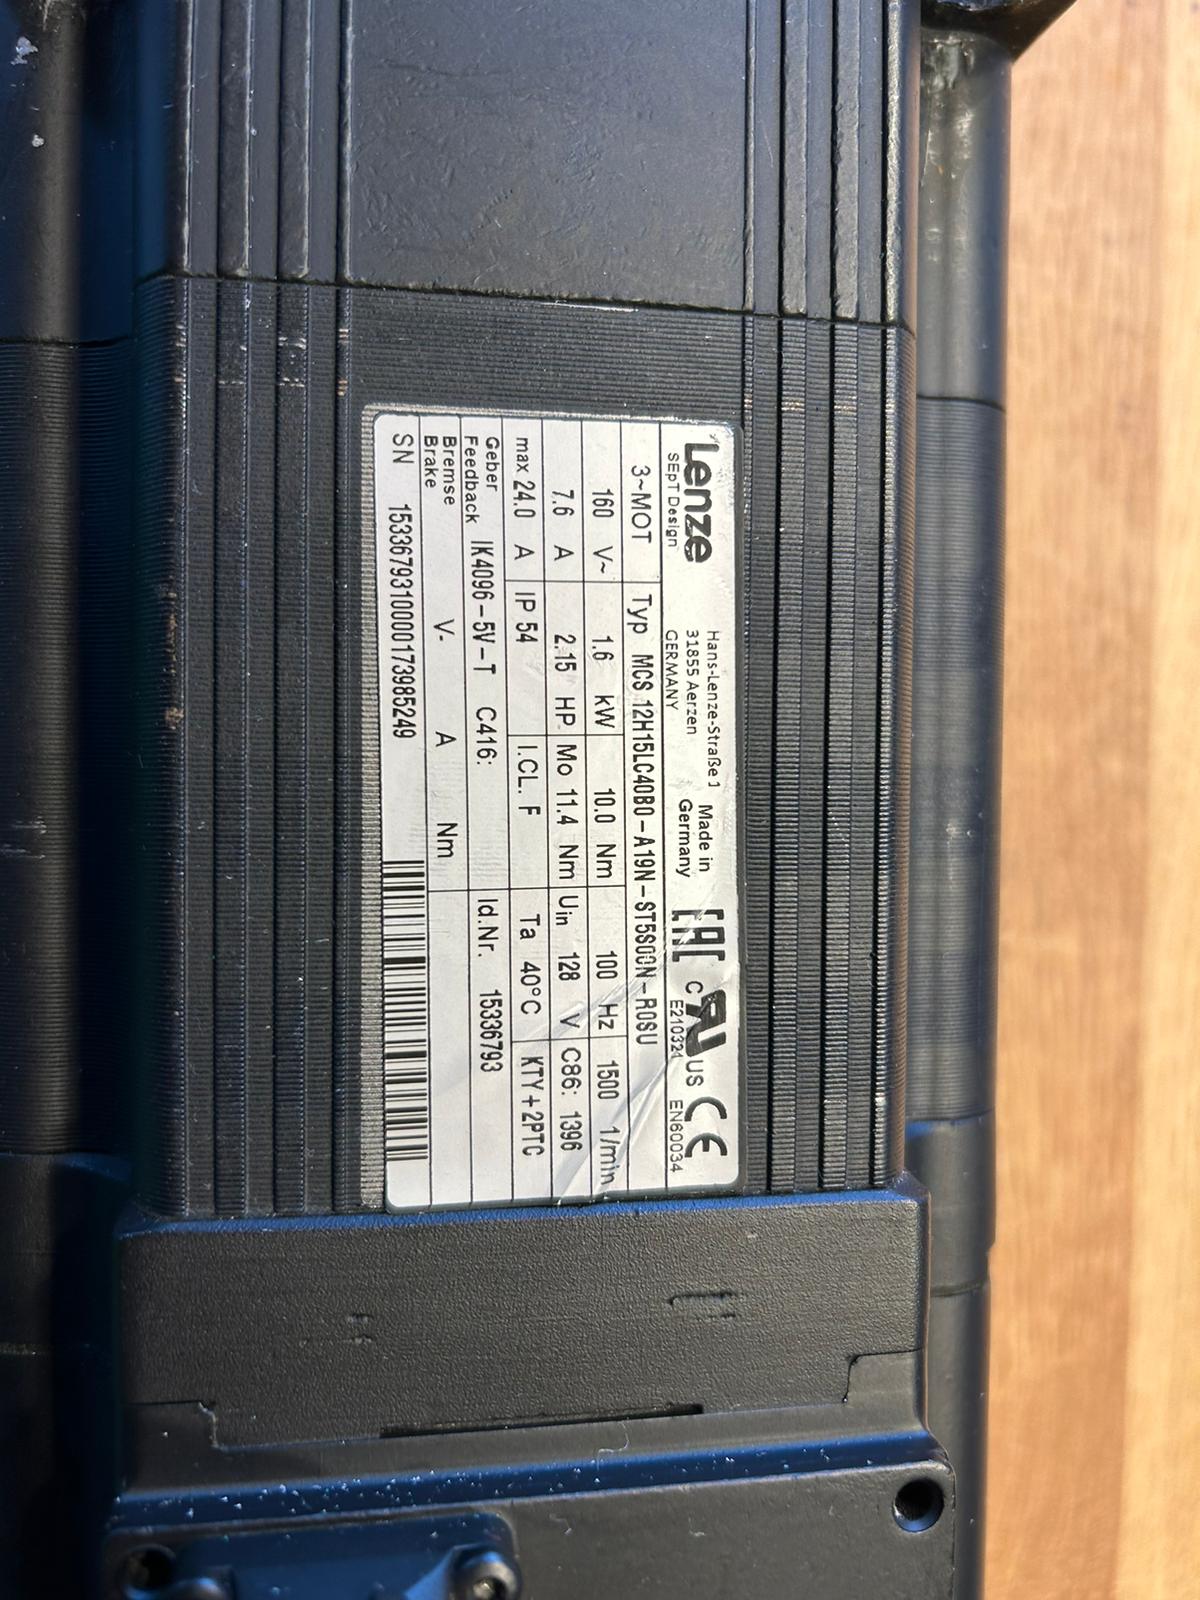 Lenze
SEpT Design
Hans-Lenze-Straße 1
31855 Aerzen
GERMANY
Made in
Germany
EAC
C RU US
E210321
CE
EN60034
3~MOT Typ MCS 12H15LC40B0-A19N-ST5S00N-R0SU
160 V~ 1.6 kW 10.0 Nm 100 Hz 1500 1/min
7.6 A 2.15 HP Mo 11.4 Nm Uin 128 V C86: 1396
max 24.0 A IP 54 I.CL. F Ta 40°C KTY+2PTC
Geber
Feedback IK4096-5V-T C416: Id.Nr. 15336793
Bremse
Brake V- A Nm
SN 1533679310000173985249